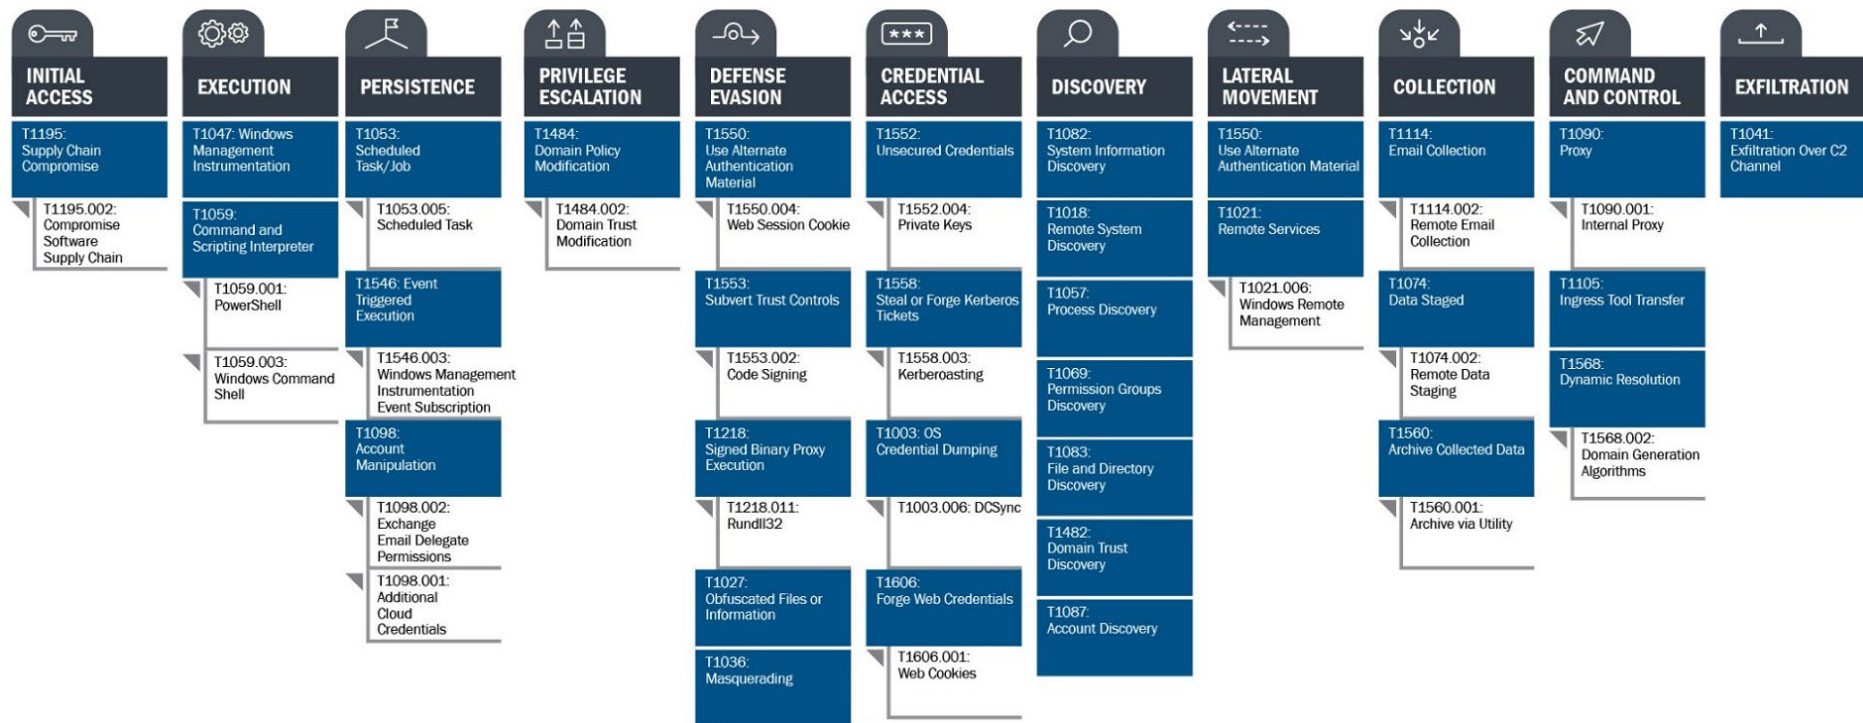 ***
INITIAL
ACCESS
T1195:
Supply Chain
Compromise
T1195.002:
Compromise
Software
Supply Chain
EXECUTION
T1047: Windows
Management
Instrumentation
T1059:
Command and
Scripting Interpreter
T1059.001:
PowerShell
T1059.003:
Windows Command
Shell
PERSISTENCE
T1053:
Scheduled
Task/Job
T1053.005:
Scheduled Task
T1546: Event
Triggered
Execution
T1546.003:
Windows Management
Instrumentation
Event Subscription
T1098:
Account
Manipulation
T1098.002:
Exchange
Email Delegate
Permissions
T1098.001:
Additional
Cloud
Credentials
PRIVILEGE
ESCALATION
T1484:
Domain Policy
Modification
T1484.002:
Domain Trust
Modification
DEFENSE
EVASION
T1550:
Use Alternate
Authentication
Material
T1550.004:
Web Session Cookie
T1553:
Subvert Trust Controls
T1553.002:
Code Signing
T1218:
Signed Binary Proxy
Execution
T1218.011:
Rundll32
T1027:
Obfuscated Files or
Information
T1036:
Masquerading
CREDENTIAL
ACCESS
T1552:
Unsecured Credentials
T1552.004:
Private Keys
T1558:
Steal or Forge Kerberos
Tickets
T1558.003:
Kerberoasting
T1003: OS
Credential Dumping
T1003.006: DCSync
T1606:
Forge Web Credentials
T1606.001:
Web Cookies
DISCOVERY
T1082:
System Information
Discovery
T1018:
Remote System
Discovery
T1057:
Process Discovery
T1069:
Permission Groups
Discovery
T1083:
File and Directory
Discovery
T1482:
Domain Trust
Discovery
T1087:
Account Discovery
LATERAL
MOVEMENT
T1550:
Use Alternate
Authentication Material
T1021:
Remote Services
T1021.006:
Windows Remote
Management
COLLECTION
T1114:
Email Collection
T1114.002:
Remote Email
Collection
T1074:
Data Staged
T1074.002:
Remote Data
Staging
T1560:
Archive Collected Data
T1560.001:
Archive via Utility
COMMAND
AND CONTROL
T1090:
Proxy
T1090.001:
Internal Proxy
T1105:
Ingress Tool Transfer
T1568:
Dynamic Resolution
T1568.002:
Domain Generation
Algorithms
EXFILTRATION
T1041:
Exfiltration Over C2
Channel